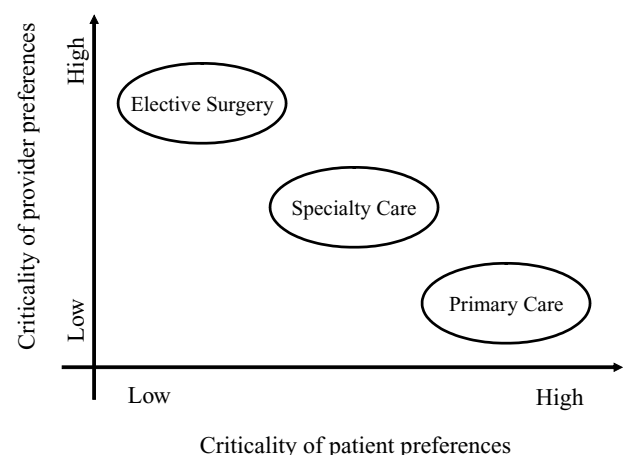 Criticality of provider preferences
High
Low
Elective Surgery
Specialty Care
Primary Care
Low
High
Criticality of patient preferences